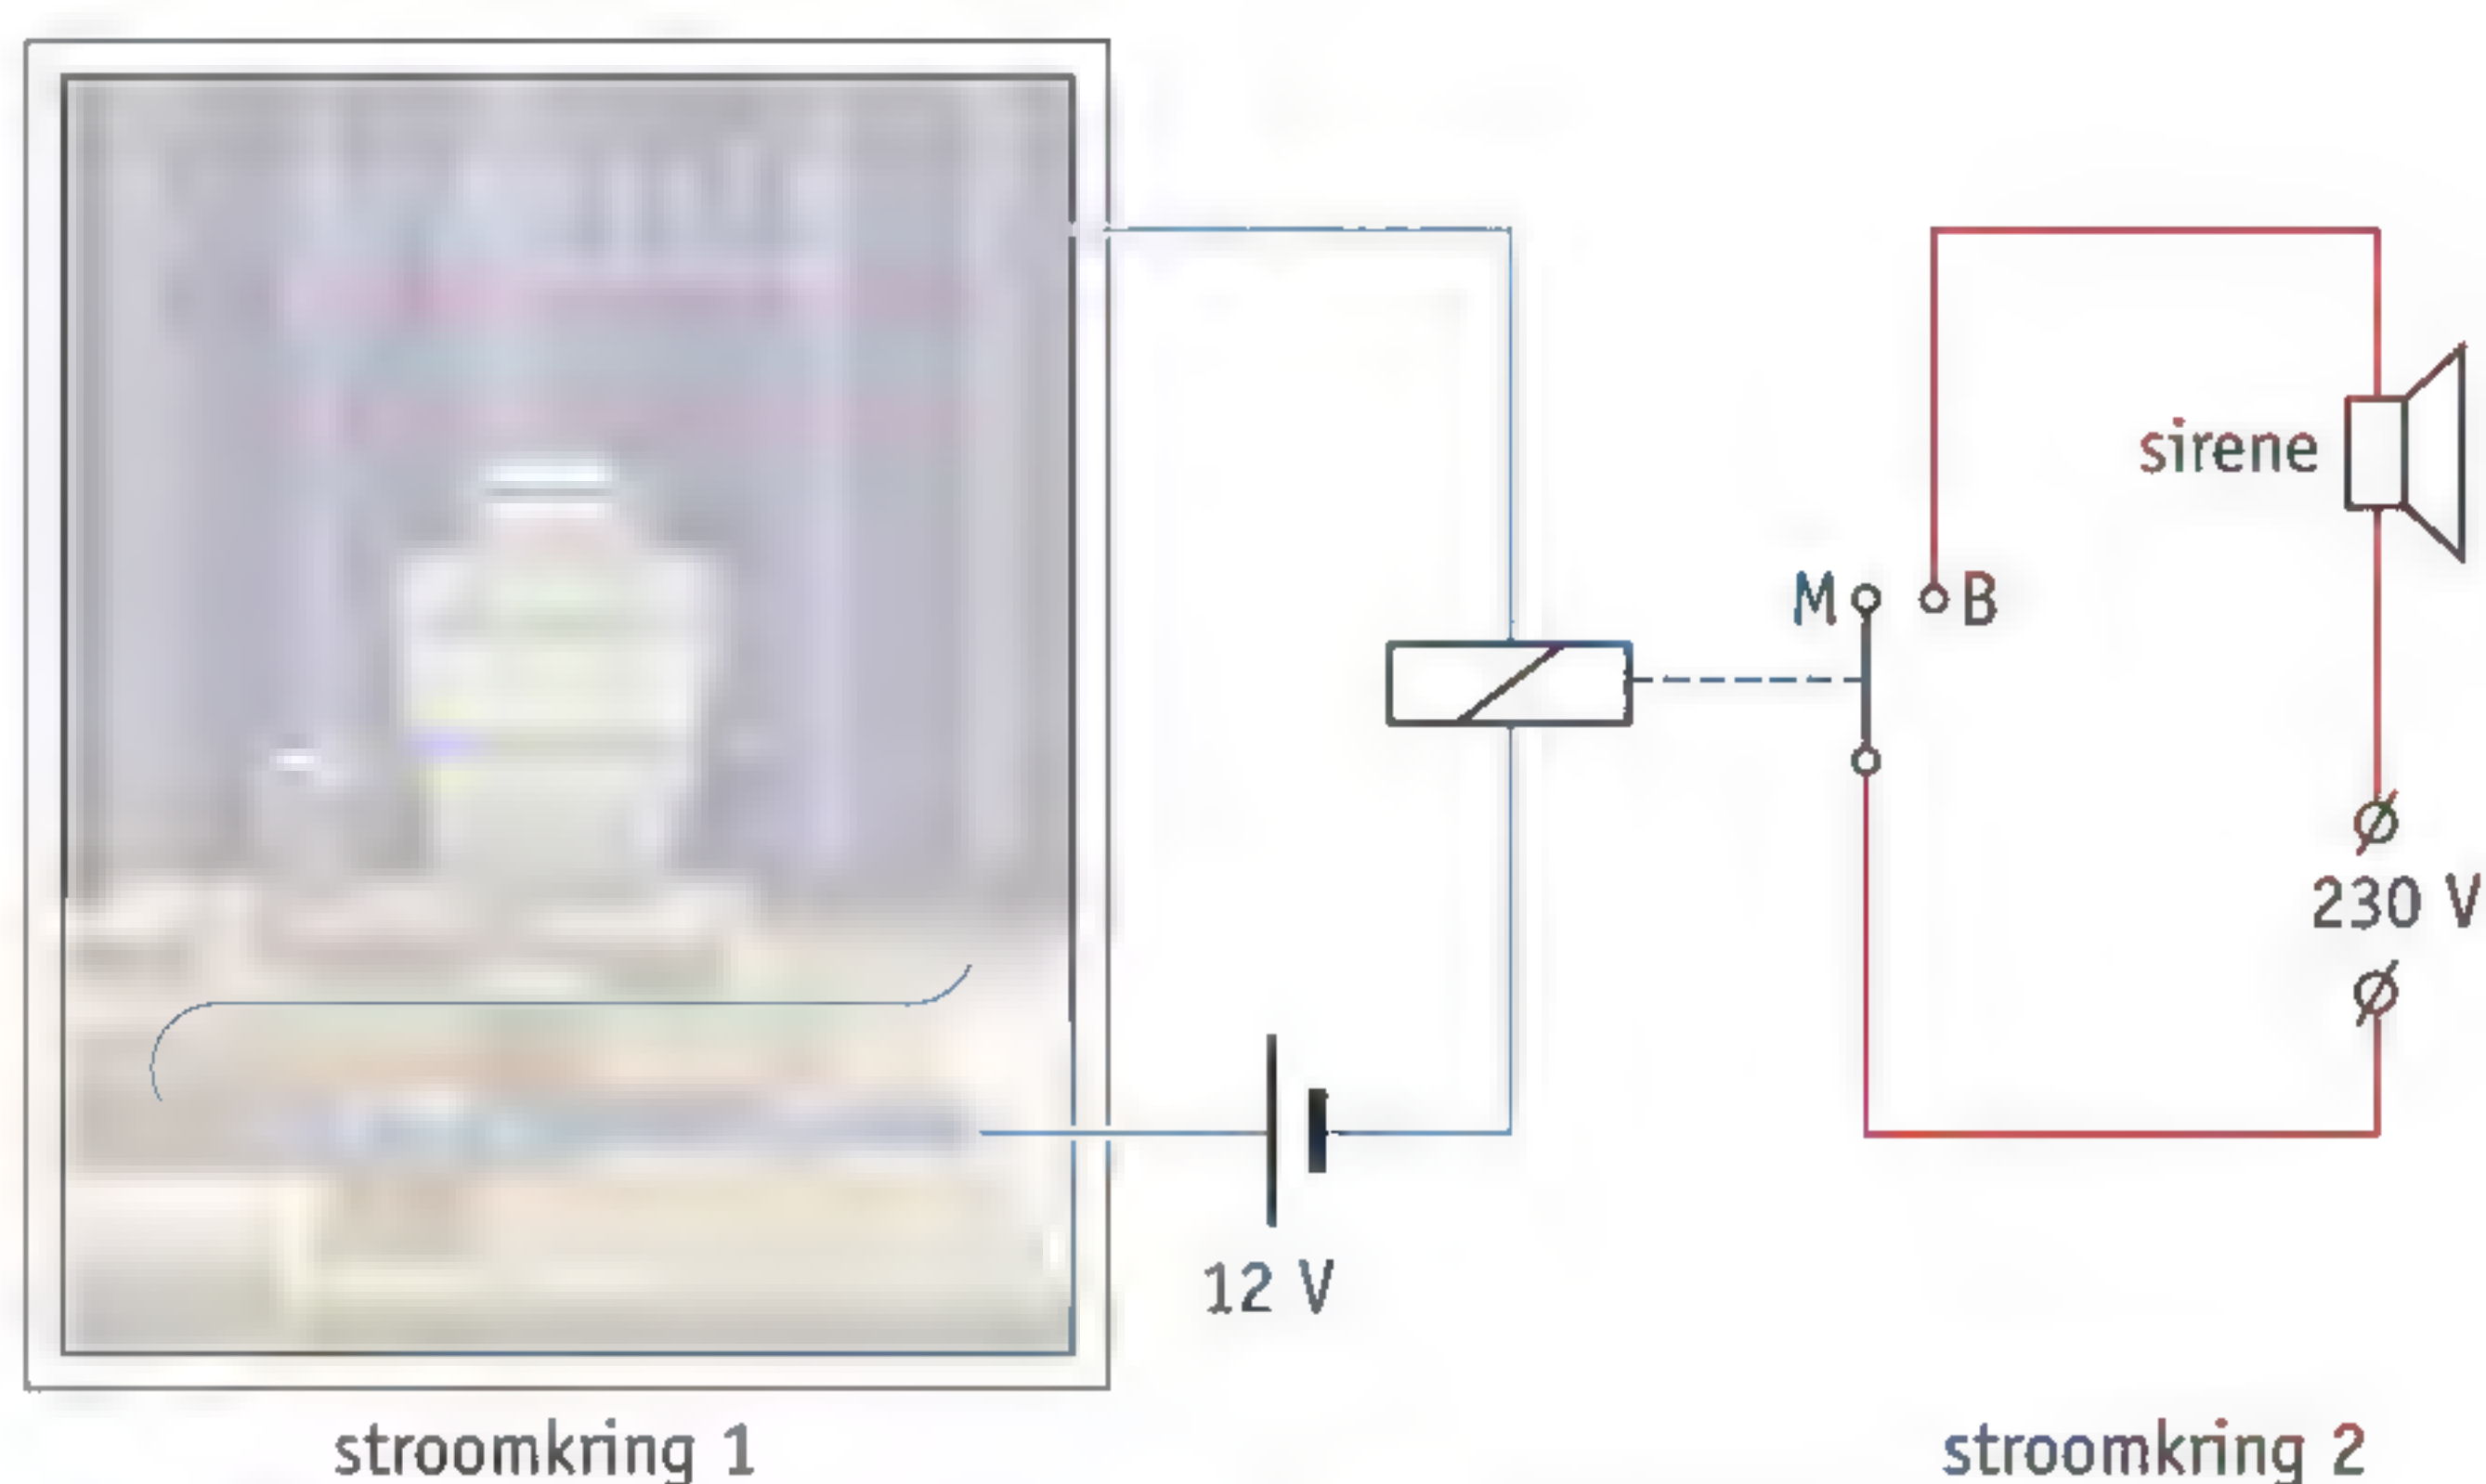 sirene
M
B
230 V
12 V
stroomkring 1
stroomkring 2